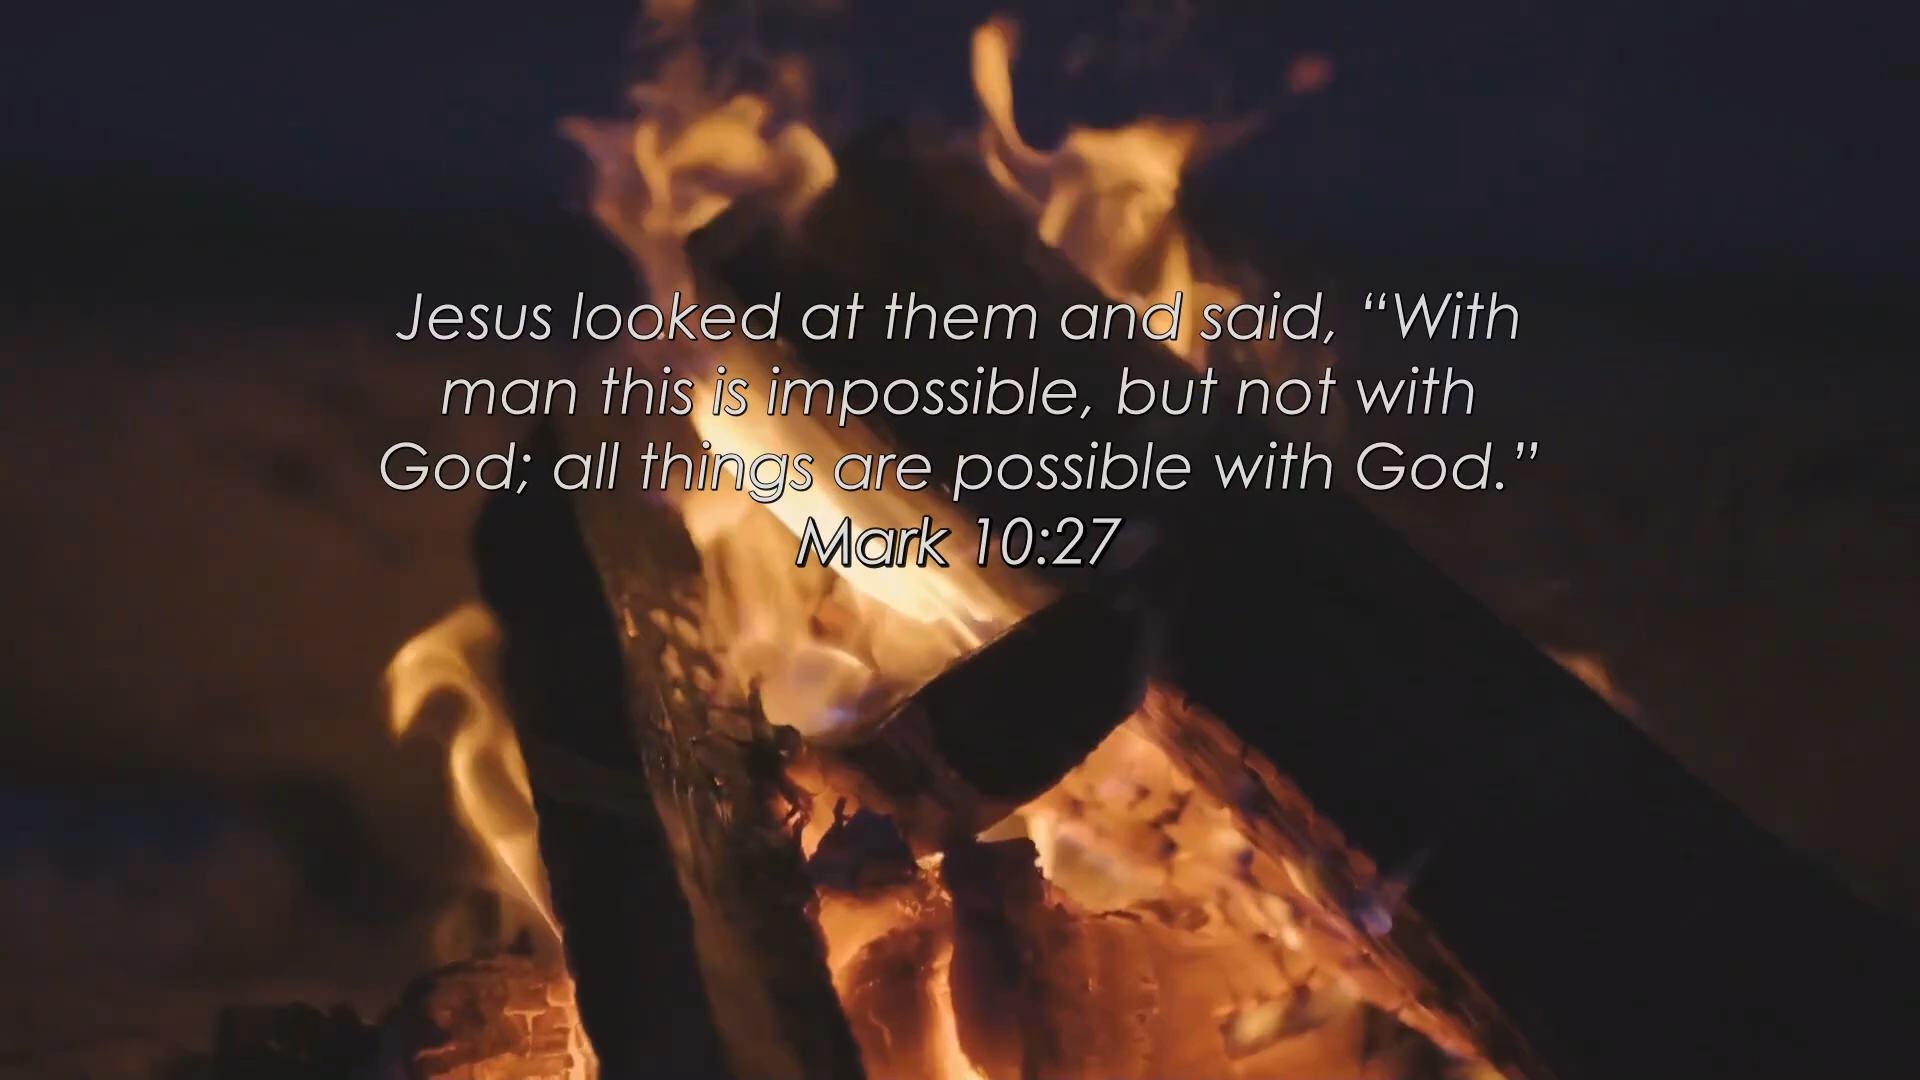 Jesus looked at them and said, “With
man this is impossible, but not with
God; all things are possible with God.”
Mark 10:27